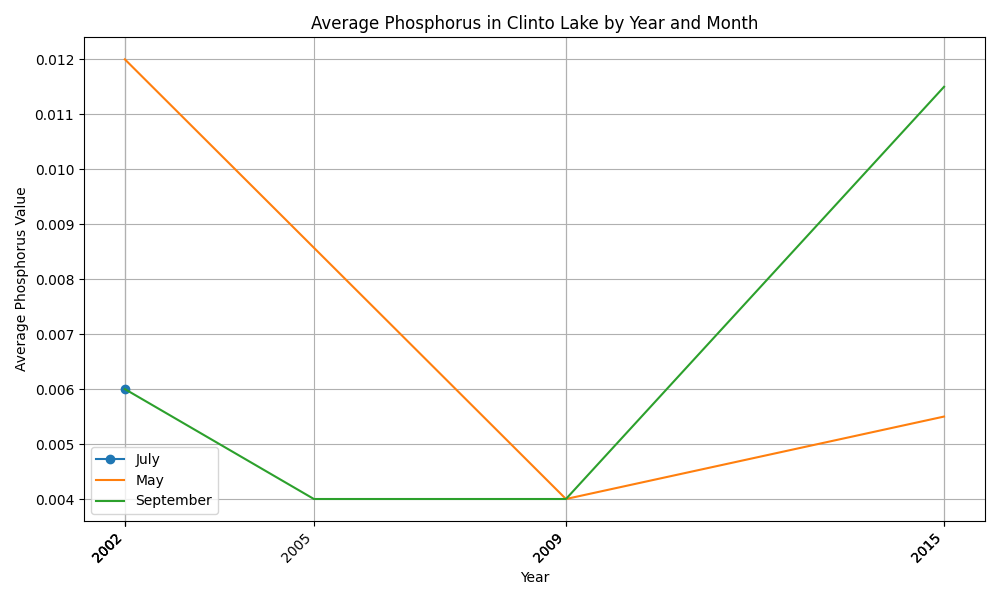 Average Phosphorus in Clinto Lake by Year and Month
Average Phosphorus Value
0.012
0.011
0.010
0.009
0.008
0.007
0.006
0.005
0.004
July
May
September
2002
2005
2009
2015
Year